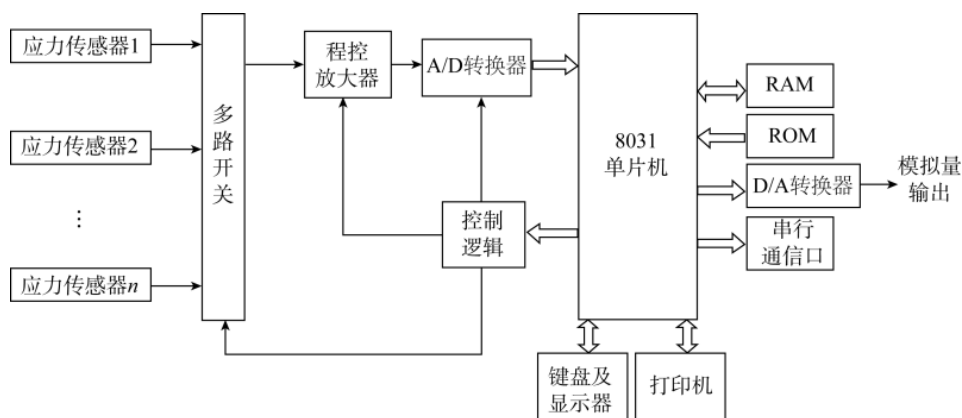 应力传感器1
应力传感器2
⋮
应力传感器n
多
路
开
关
程控
放大器
A/D转换器
控制
逻辑
8031
单片机
RAM
ROM
D/A转换器
模拟量
输出
串行
通信口
键盘及
显示器
打印机